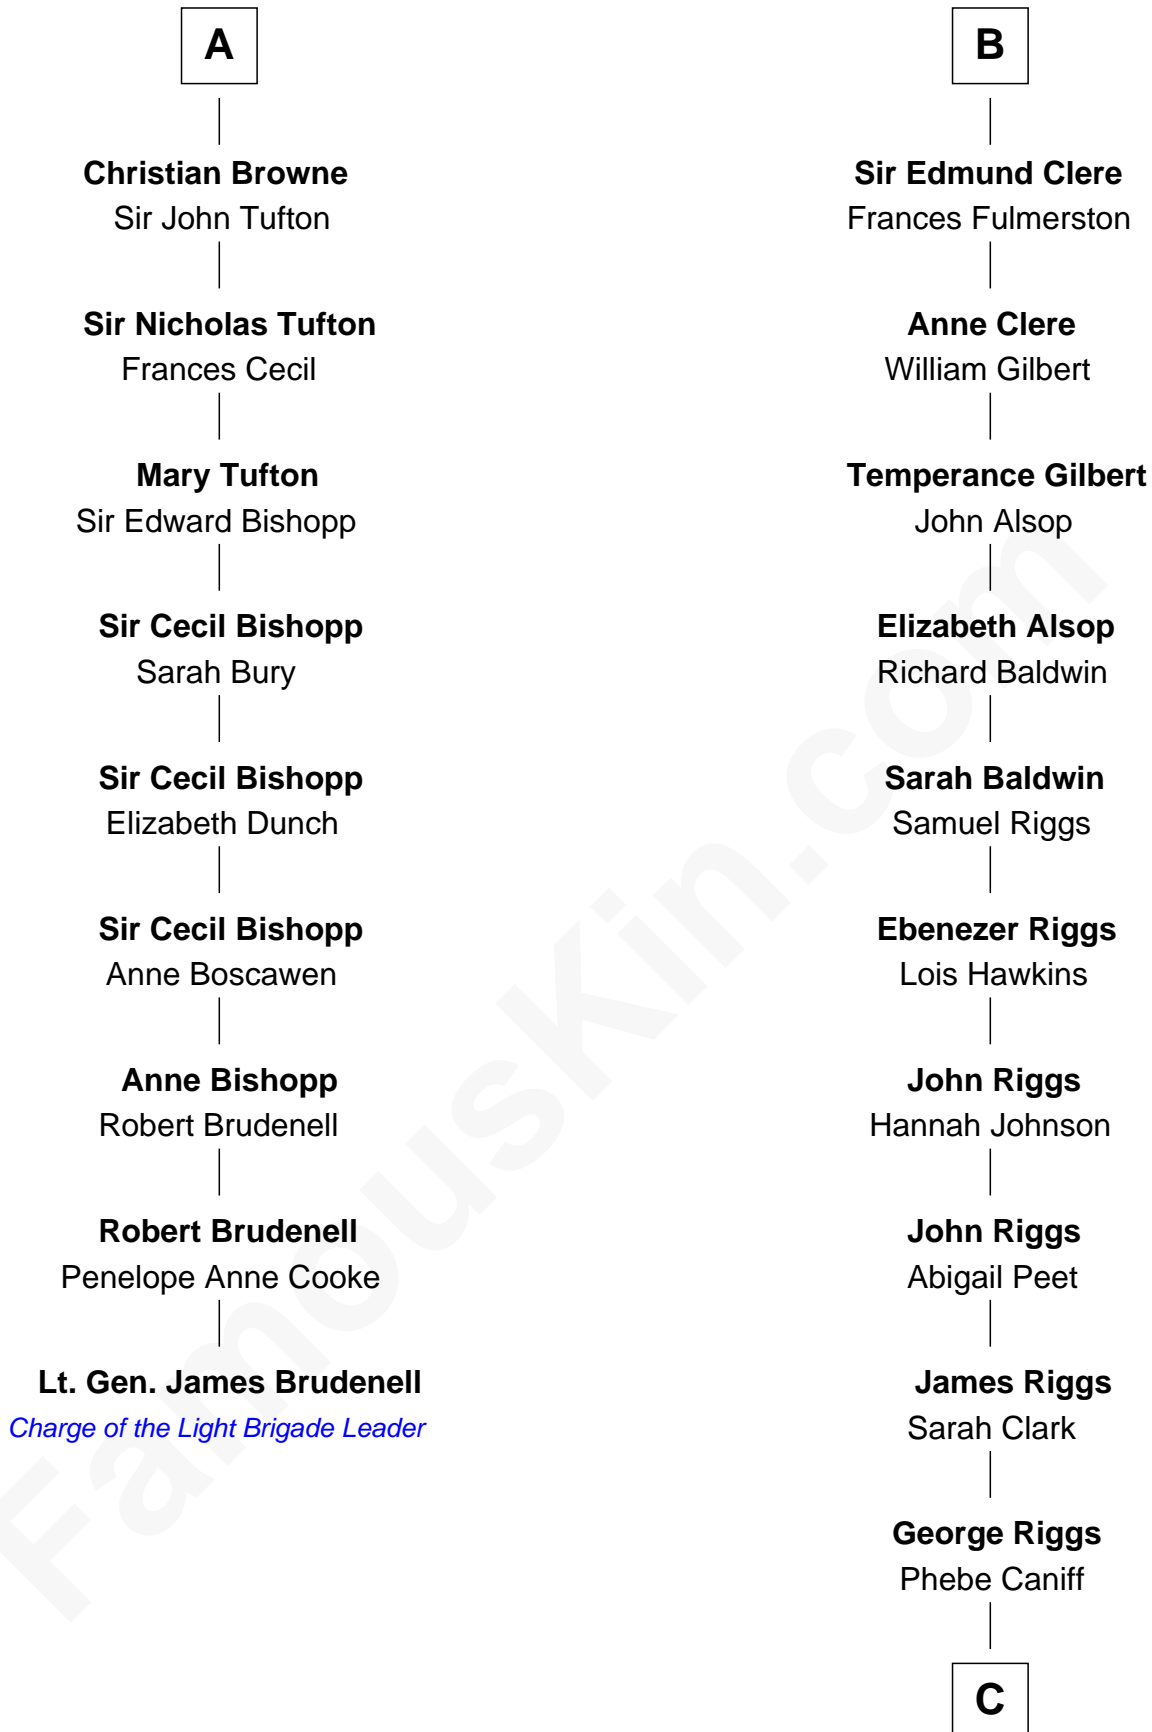 A
Christian Browne
Sir John Tufton
Sir Nicholas Tufton
Frances Cecil
Mary Tufton
Sir Edward Bishopp
Sir Cecil Bishopp
Sarah Bury
Sir Cecil Bishopp
Elizabeth Dunch
Sir Cecil Bishopp
Anne Boscawen
Anne Bishopp
Robert Brudenell
Robert Brudenell
Penelope Anne Cooke
Lt. Gen. James Brudenell
Charge of the Light Brigade Leader
B
Sir Edmund Clere
Frances Fulmerston
Anne Clere
William Gilbert
Temperance Gilbert
John Alsop
Elizabeth Alsop
Richard Baldwin
Sarah Baldwin
Samuel Riggs
Ebenezer Riggs
Lois Hawkins
John Riggs
Hannah Johnson
John Riggs
Abigail Peet
James Riggs
Sarah Clark
George Riggs
Phebe Caniff
C
FamousKin.com